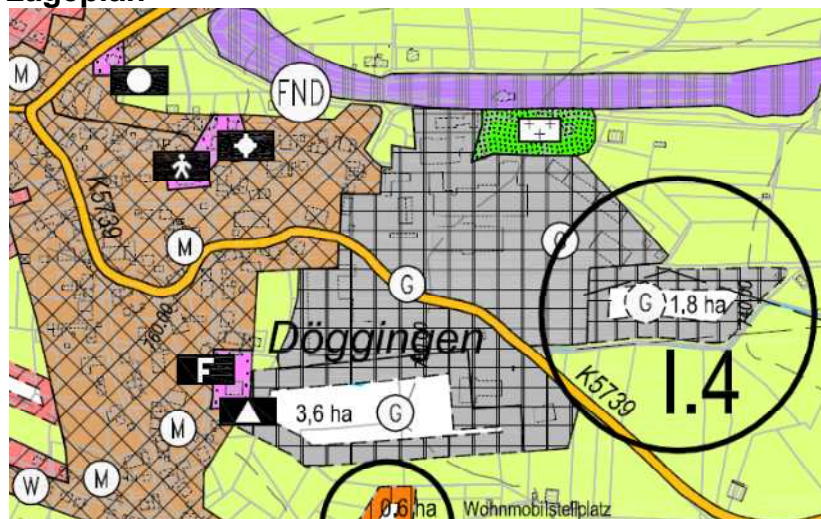 Lageplan
M
FND
K5739
M
G
G
G
1.8 ha
760.00
Döggingen
I.4
K5739
F
3,6 ha
G
M
M
W
0.6 ha
Wohnmobilstellplatz